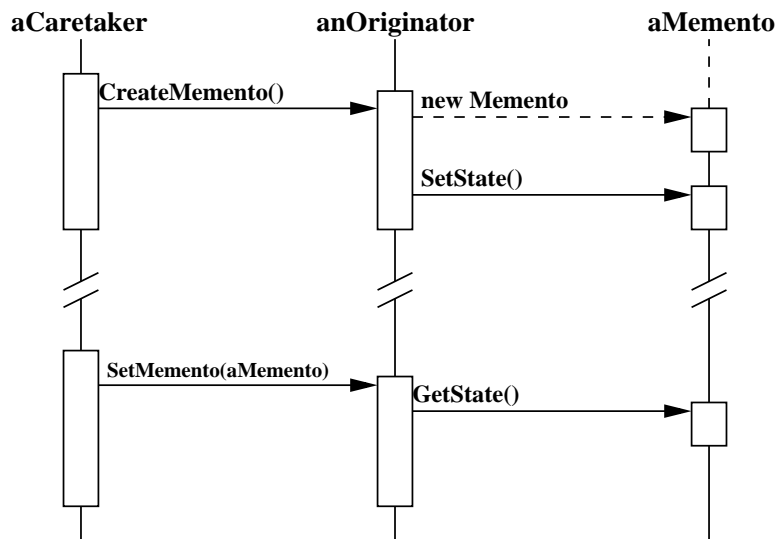 aCaretaker
anOriginator
aMemento
CreateMemento()
new Memento
SetState()
SetMemento(aMemento)
GetState()